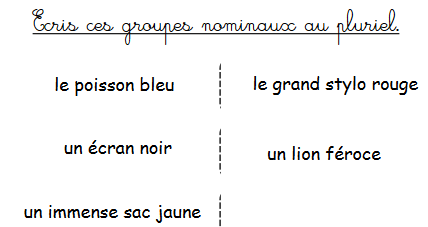 Ecris ces groupes nominaux au pluriel.
le poisson bleu
le grand stylo rouge
un écran noir
un lion féroce
un immense sac jaune